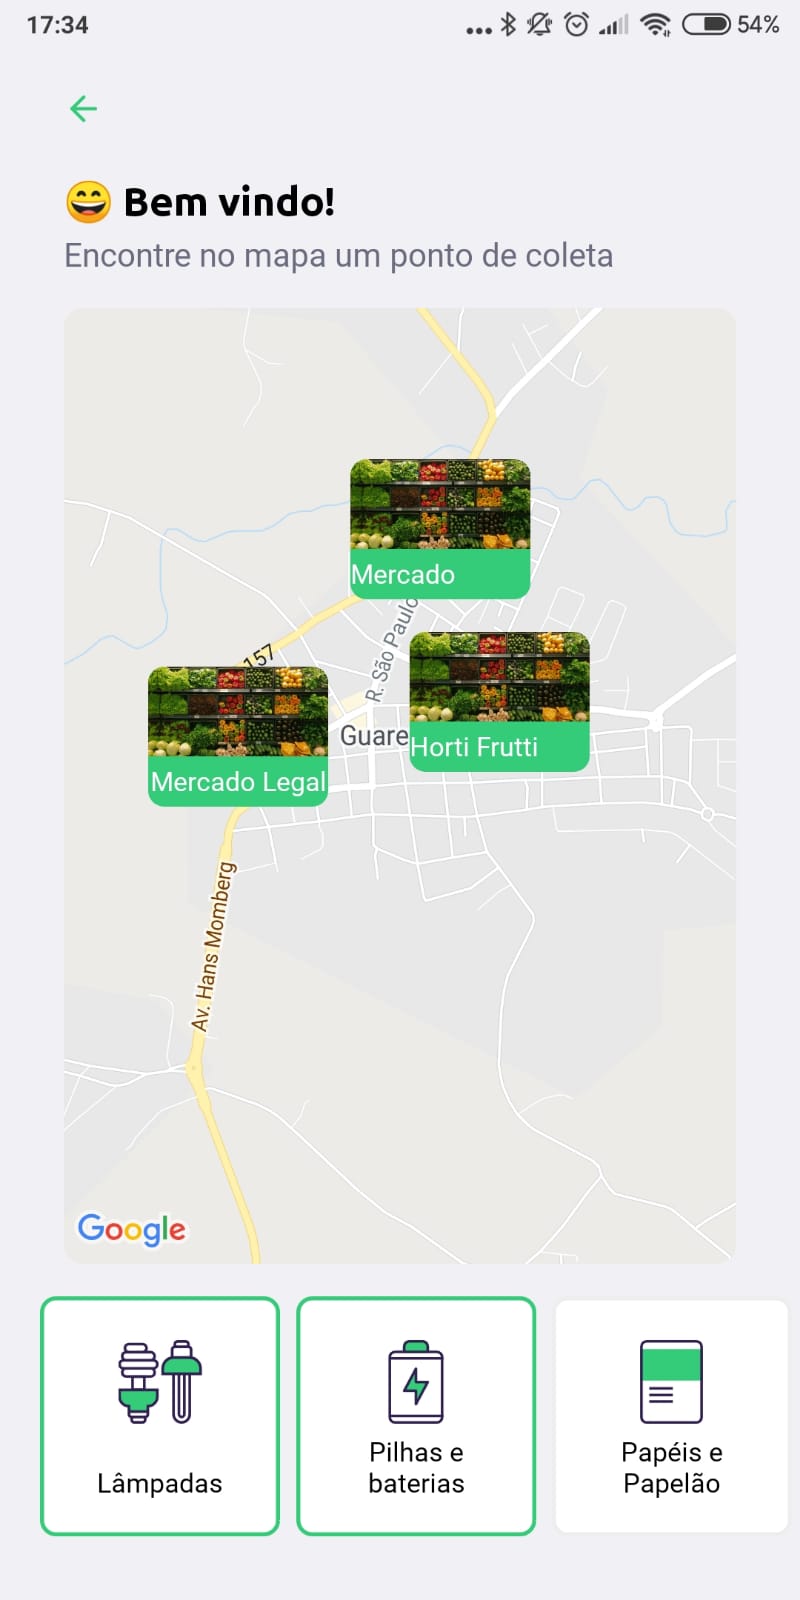 17:34
54%
Bem vindo!
Encontre no mapa um ponto de coleta
Mercado
R. São Paulo
157
Guare
Horti Frutti
Mercado Legal
Av. Hans Momberg
Google
Lâmpadas
Pilhas e
baterias
Papéis e
Papelão